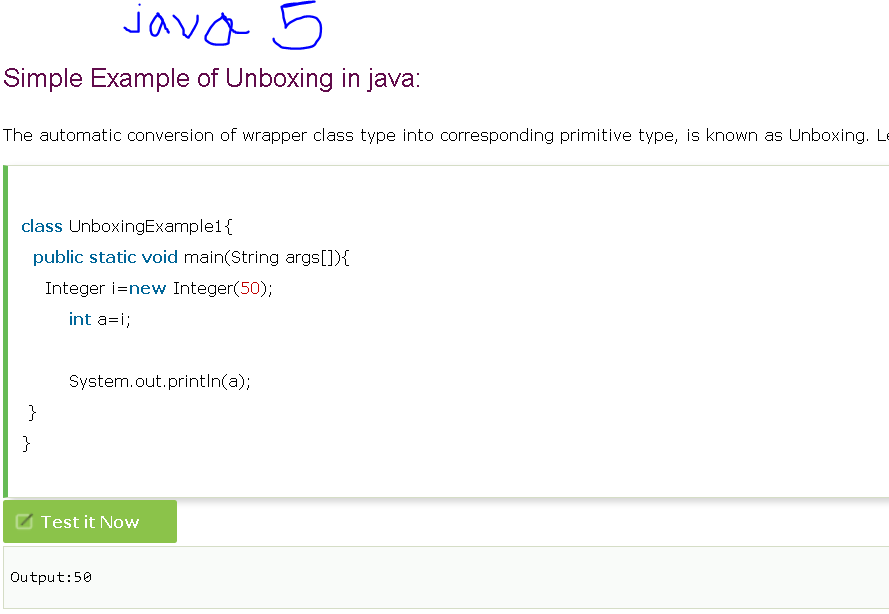 java 5
Simple Example of Unboxing in java:
The automatic conversion of wrapper class type into corresponding primitive type, is known as Unboxing. Le
class UnboxingExample1{
public static void main(String args[]){
Integer i=new Integer(50);
int a=i;
System.out.println(a);
}
}
Test it Now
Output:50